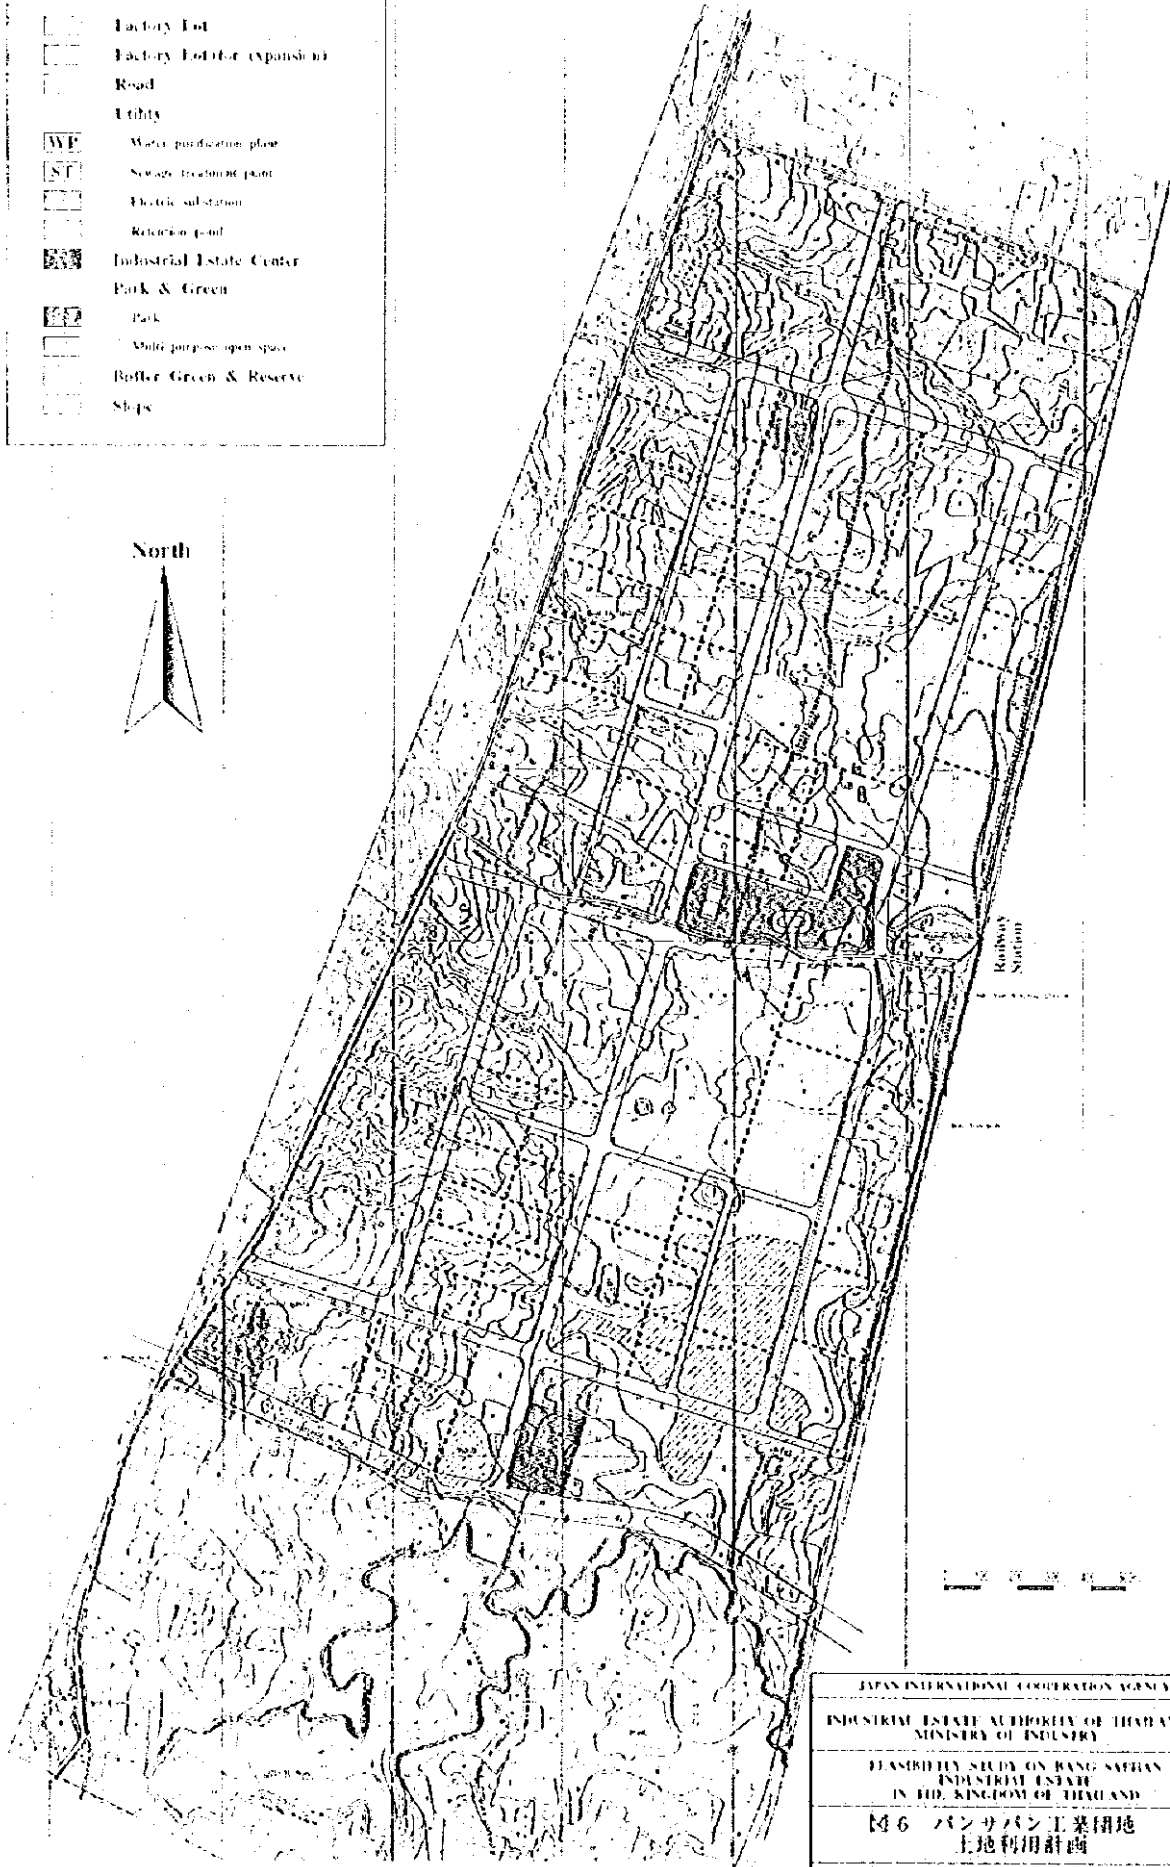 Factory Lot
Factory Lot (for expansion)
Road
Utility
WP Water purification plant
ST Sewage treatment plant
Electric substation
Retention pond
Industrial Estate Center
Park & Green
Park
Multi purpose open space
Buffer Green & Reserve
Slope
North
Railway
Station
JAPAN INTERNATIONAL COOPERATION AGENCY
INDUSTRIAL ESTATE AUTHORITY OF THAILAN
MINISTRY OF INDUSTRY
FEASIBILITY STUDY ON BANG SAPHAN
INDUSTRIAL ESTATE
IN THE KINGDOM OF THAILAND
図6 バンサパン工業団地
土地利用計画